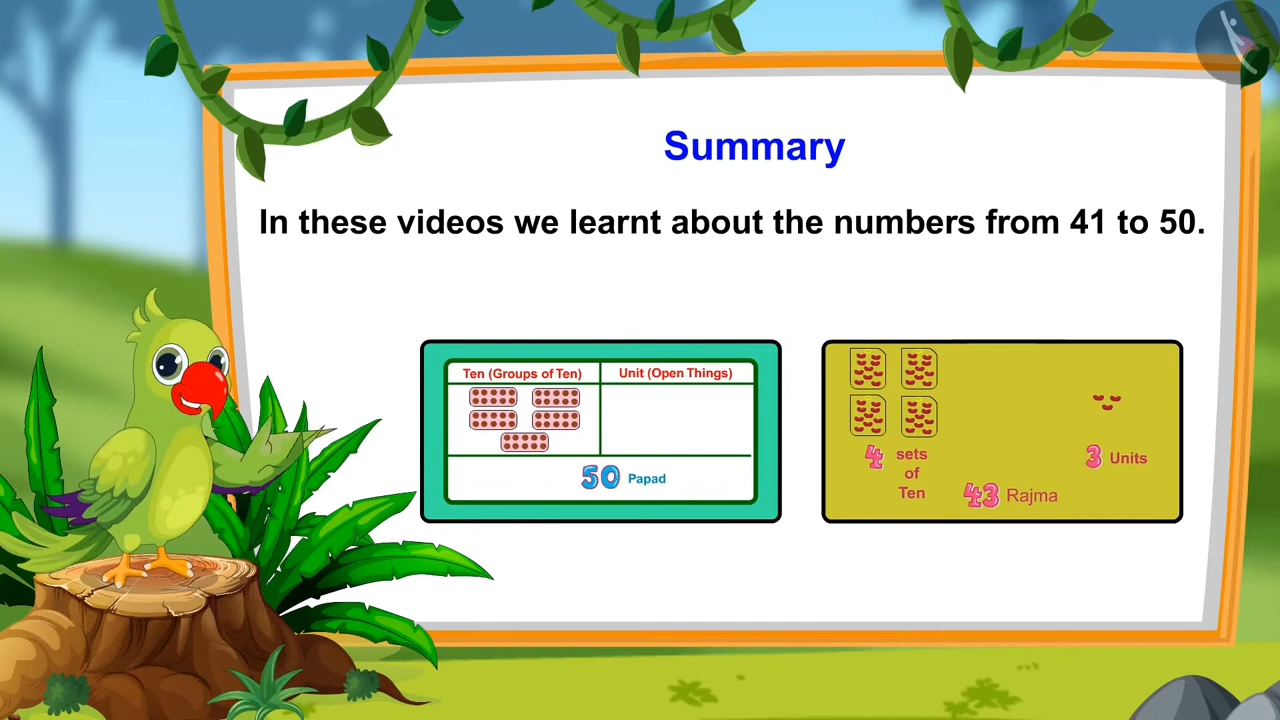 Summary
In these videos we learnt about the numbers from 41 to 50.
Ten (Groups of Ten)
Unit (Open Things)
50 Papad
4 sets
of
Ten
3 Units
43 Rajma